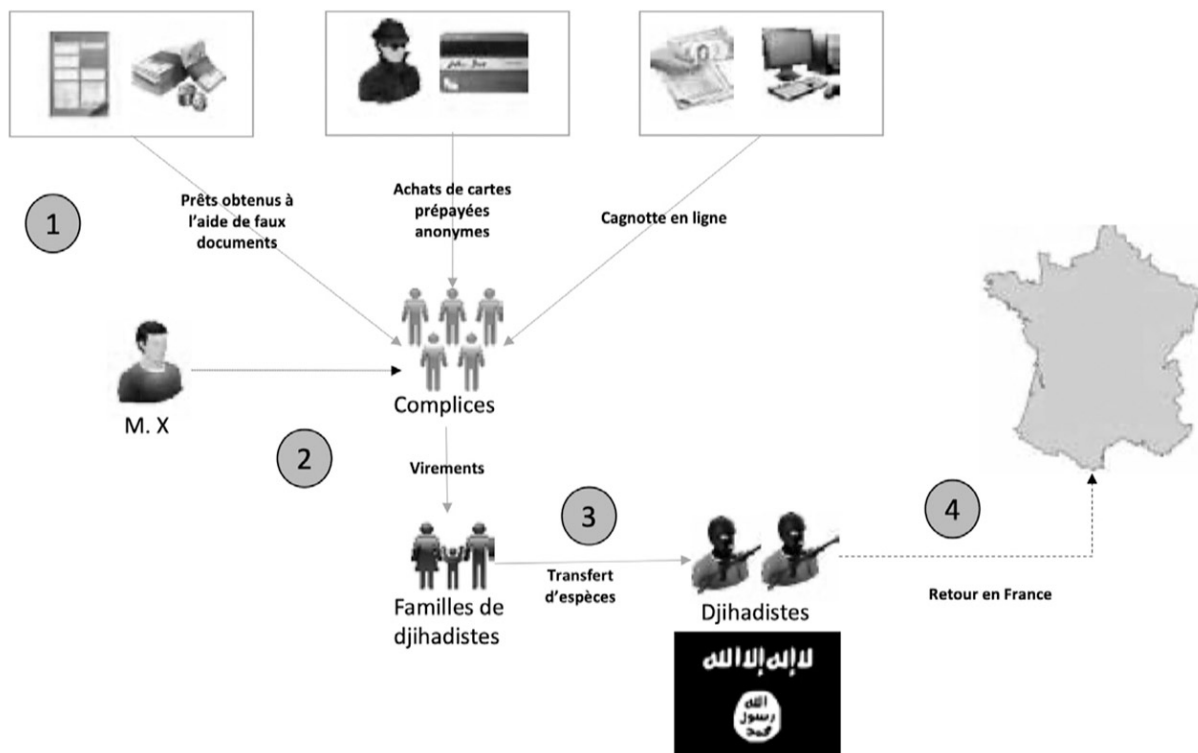 Prêts obtenus à
l’aide de faux
documents
Achats de cartes
prépayées
anonymes
Cagnotte en ligne
1
M. X
Complices
2
Virements
3
4
Familles de
djihadistes
Transfert
d’espèces
Djihadistes
Retour en France
لا إله إلا الله
الله
رسول
محمد